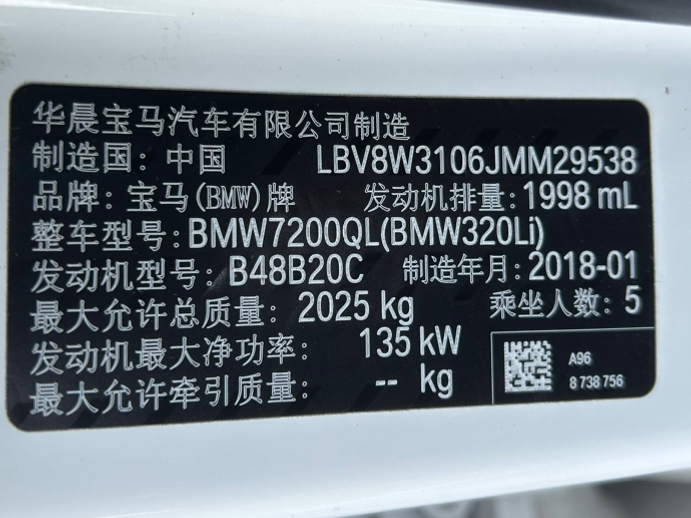 华晨宝马汽车有限公司制造
制造国: 中国 LBV8W3106JMM29538
品牌: 宝马(BMW)牌 发动机排量: 1998 mL
整车型号: BMW7200QL(BMW320Li)
发动机型号: B48B20C 制造年月: 2018-01
最大允许总质量: 2025 kg 乘坐人数: 5
发动机最大净功率: 135 kW
最大允许牵引质量: -- kg
A96
8 738 756